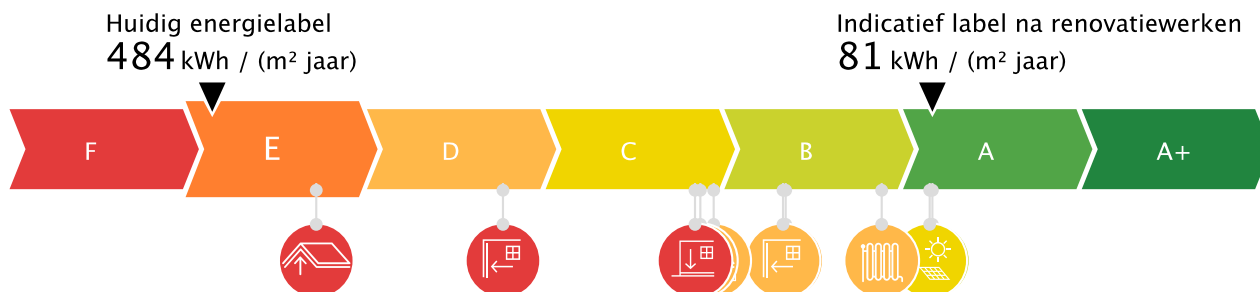 Huidig energielabel
484 kWh / (m² jaar)
Indicatief label na renovatiewerken
81 kWh / (m² jaar)
F
E
D
C
B
A
A+